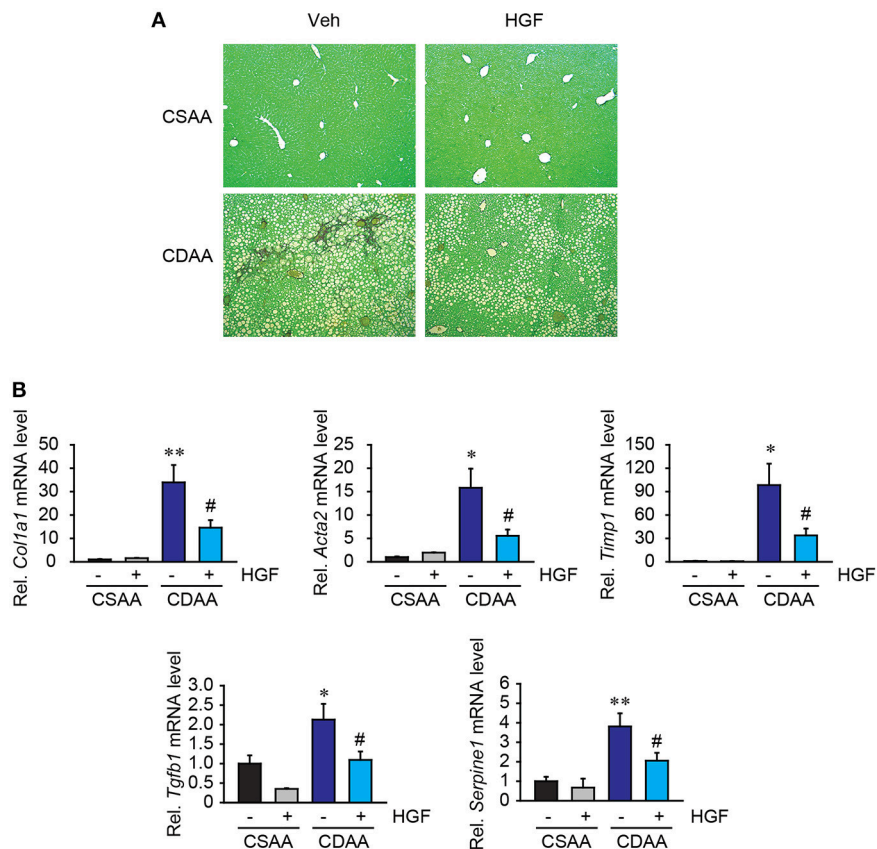 A
Veh HGF
CSAA
CDAA
B
Rel. Col1a1 mRNA level
50
40
30
20
10
0
**
#
- + - + HGF
CSAA CDAA
Rel. Acta2 mRNA level
25
20
15
10
5
0
*
#
- + - + HGF
CSAA CDAA
Rel. Timp1 mRNA level
150
120
90
60
30
0
*
#
- + - + HGF
CSAA CDAA
Rel. Tgfb1 mRNA level
3.0
2.5
2.0
1.5
1.0
0.5
0
*
#
- + - + HGF
CSAA CDAA
Rel. Serpine1 mRNA level
6
5
4
3
2
1
0
**
#
- + - + HGF
CSAA CDAA